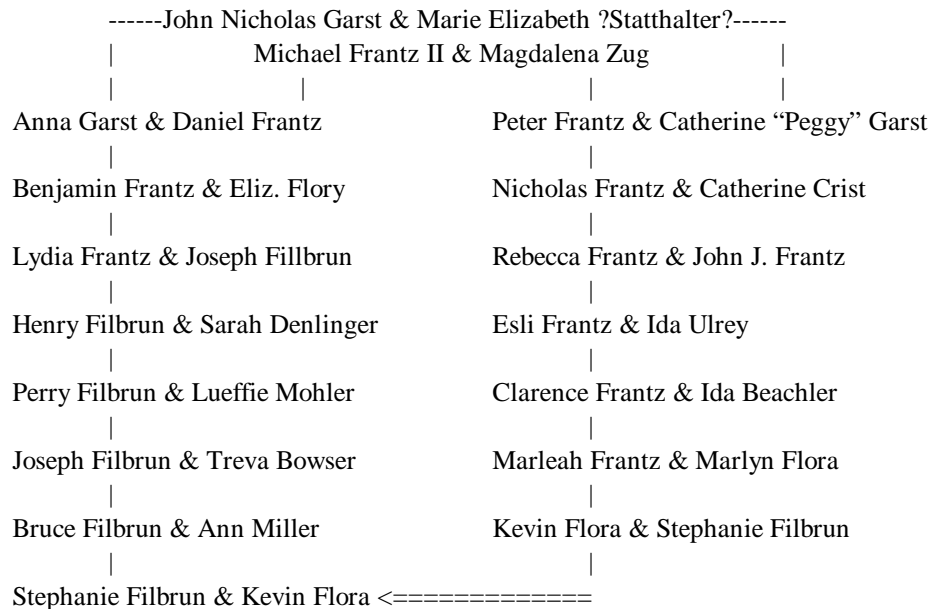 ------John Nicholas Garst & Marie Elizabeth ?Statthalter?------
| Michael Frantz II & Magdalena Zug |
| | | |
Anna Garst & Daniel Frantz Peter Frantz & Catherine “Peggy” Garst
| |
Benjamin Frantz & Eliz. Flory Nicholas Frantz & Catherine Crist
| |
Lydia Frantz & Joseph Fillbrun Rebecca Frantz & John J. Frantz
| |
Henry Filbrun & Sarah Denlinger Esli Frantz & Ida Ulrey
| |
Perry Filbrun & Lueffie Mohler Clarence Frantz & Ida Beachler
| |
Joseph Filbrun & Treva Bowser Marleah Frantz & Marlyn Flora
| |
Bruce Filbrun & Ann Miller Kevin Flora & Stephanie Filbrun
| |
Stephanie Filbrun & Kevin Flora <=============